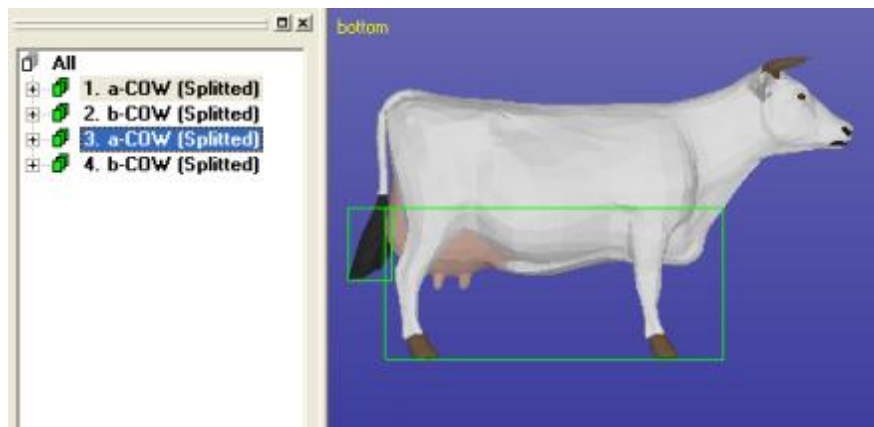 bottom
All
1. a-COW (Splitted)
2. b-COW (Splitted)
3. a-COW (Splitted)
4. b-COW (Splitted)